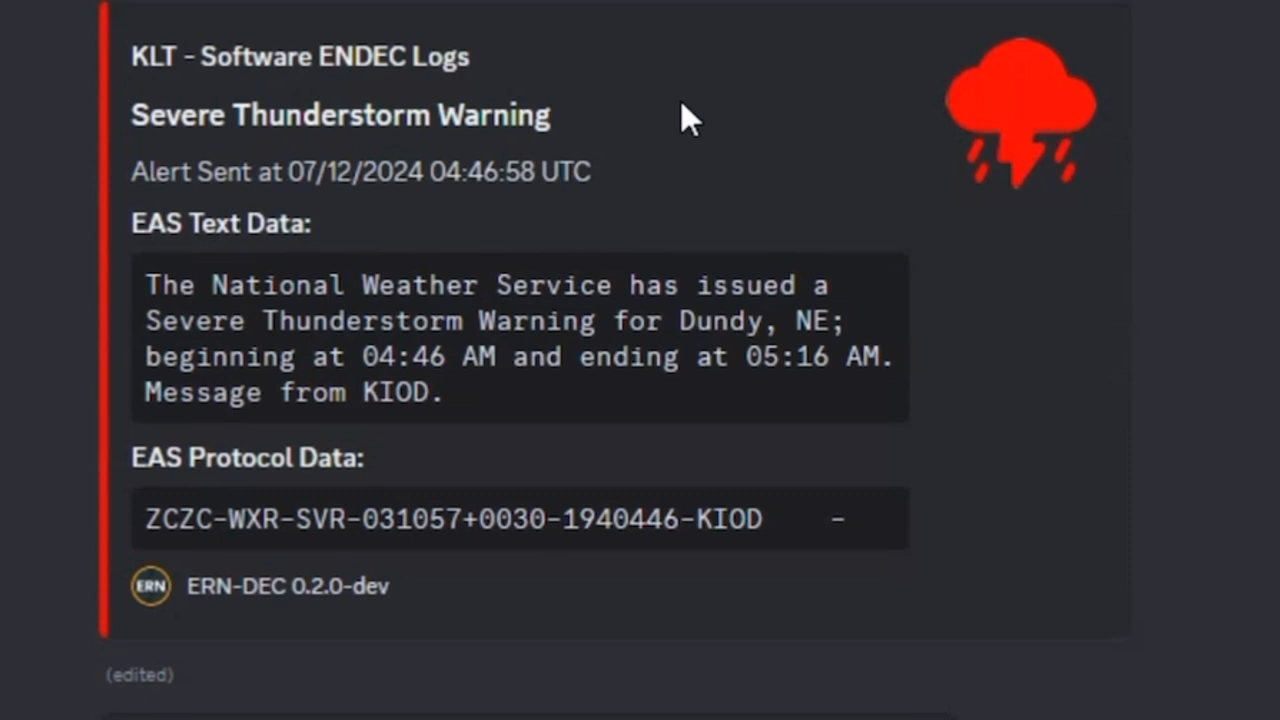 KLT - Software ENDEC Logs
Severe Thunderstorm Warning
Alert Sent at 07/12/2024 04:46:58 UTC
EAS Text Data:
The National Weather Service has issued a
Severe Thunderstorm Warning for Dundy, NE;
beginning at 04:46 AM and ending at 05:16 AM.
Message from KIOD.
EAS Protocol Data:
ZCZC-WXR-SVR-031057+0030-1940446-KIOD    -
ERN ERN-DEC 0.2.0-dev
(edited)